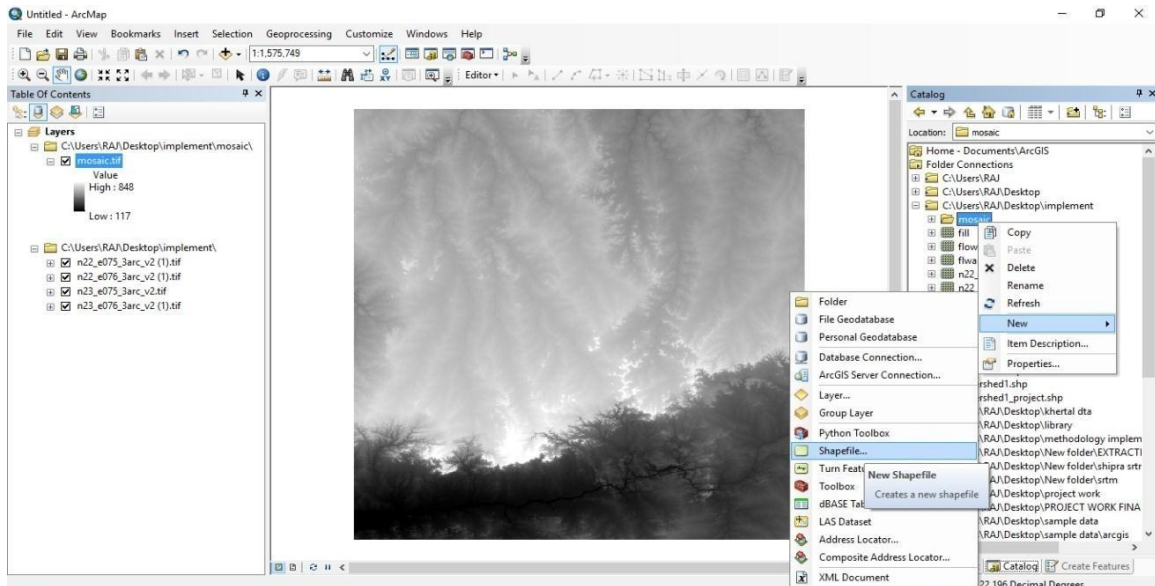 Untitled - ArcMap
File Edit View Bookmarks Insert Selection Geoprocessing Customize Windows Help
1:1,575,749
Editor
Table Of Contents
Layers
C:\Users\RAJ\Desktop\implement\mosaic\
mosaic.tif
Value
High : 848
Low : 117
C:\Users\RAJ\Desktop\implement\
n22_e075_3arc_v2 (1).tif
n22_e076_3arc_v2 (1).tif
n23_e075_3arc_v2.tif
n23_e076_3arc_v2 (1).tif
Catalog
Location: mosaic
Home - Documents\ArcGIS
Folder Connections
C:\Users\RAJ
C:\Users\RAJ\Desktop
C:\Users\RAJ\Desktop\implement
mosaic
fill
flow
flwa
n22_
n22
Copy
Paste
Delete
Rename
Refresh
New
Item Description...
Properties...
Folder
File Geodatabase
Personal Geodatabase
Database Connection...
ArcGIS Server Connection...
Layer...
Group Layer
Python Toolbox
Shapefile...
Turn Featu
Toolbox
dBASE Tab
LAS Dataset
Address Locator...
Composite Address Locator...
XML Document
New Shapefile
Creates a new shapefile
rshed1.shp
rshed1_project.shp
\RAJ\Desktop\khertal dta
\RAJ\Desktop\library
\RAJ\Desktop\methodology implem
\RAJ\Desktop\New folder\EXTRACTI
\RAJ\Desktop\New folder\shipra srtr
\RAJ\Desktop\New folder\srtm
\RAJ\Desktop\project work
\RAJ\Desktop\PROJECT WORK FINA
\RAJ\Desktop\sample data
\RAJ\Desktop\sample data\arcgis
Catalog Create Features
22.196 Decimal Degrees